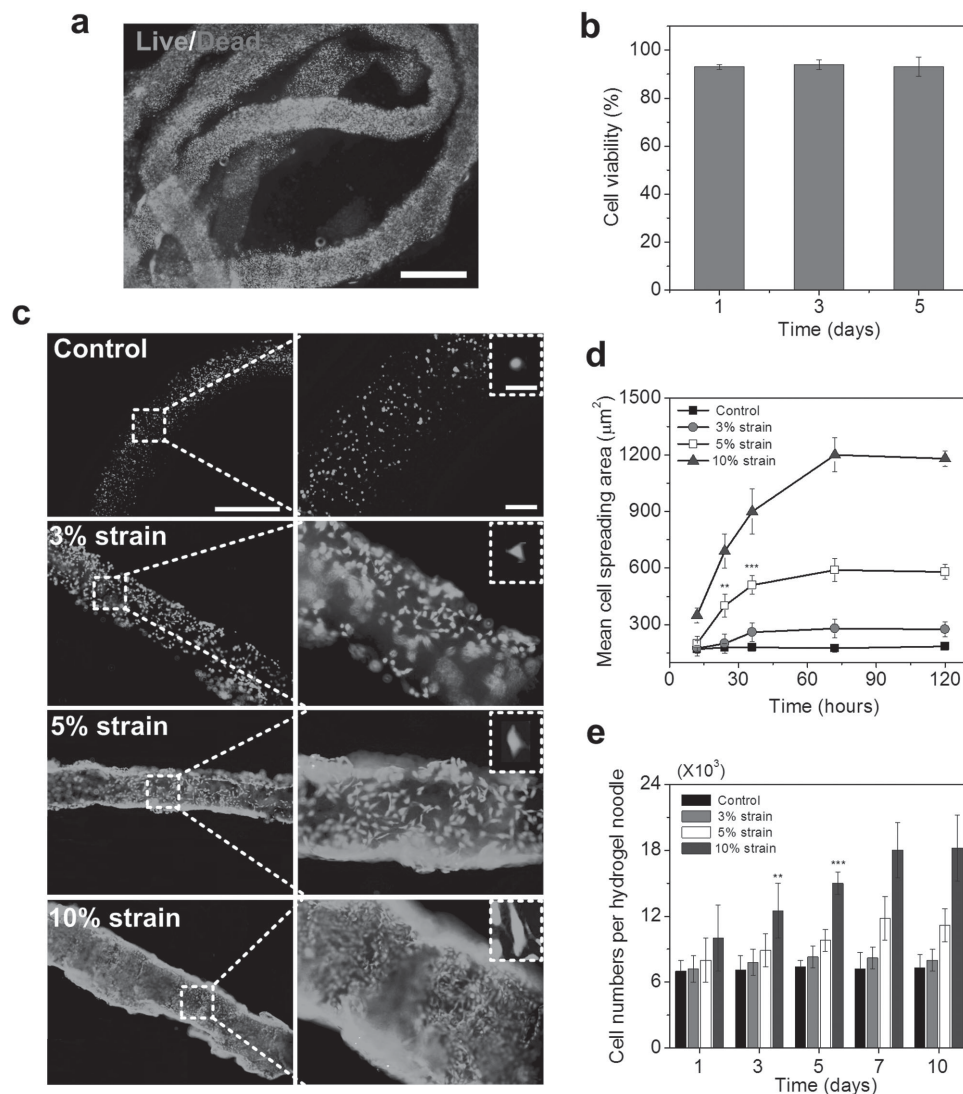 a
Live/Dead
b
Cell viability (%)
100
80
60
40
20
0
1 3 5
Time (days)
c
Control
3% strain
5% strain
10% strain
d
Mean cell spreading area (μm²)
1500
1200
900
600
300
Control
3% strain
5% strain
10% strain
** ***
0 30 60 90 120
Time (hours)
e
(X10³)
Cell numbers per hydrogel noodle
24
18
12
6
0
Control
3% strain
5% strain
10% strain
** ***
1 3 5 7 10
Time (days)